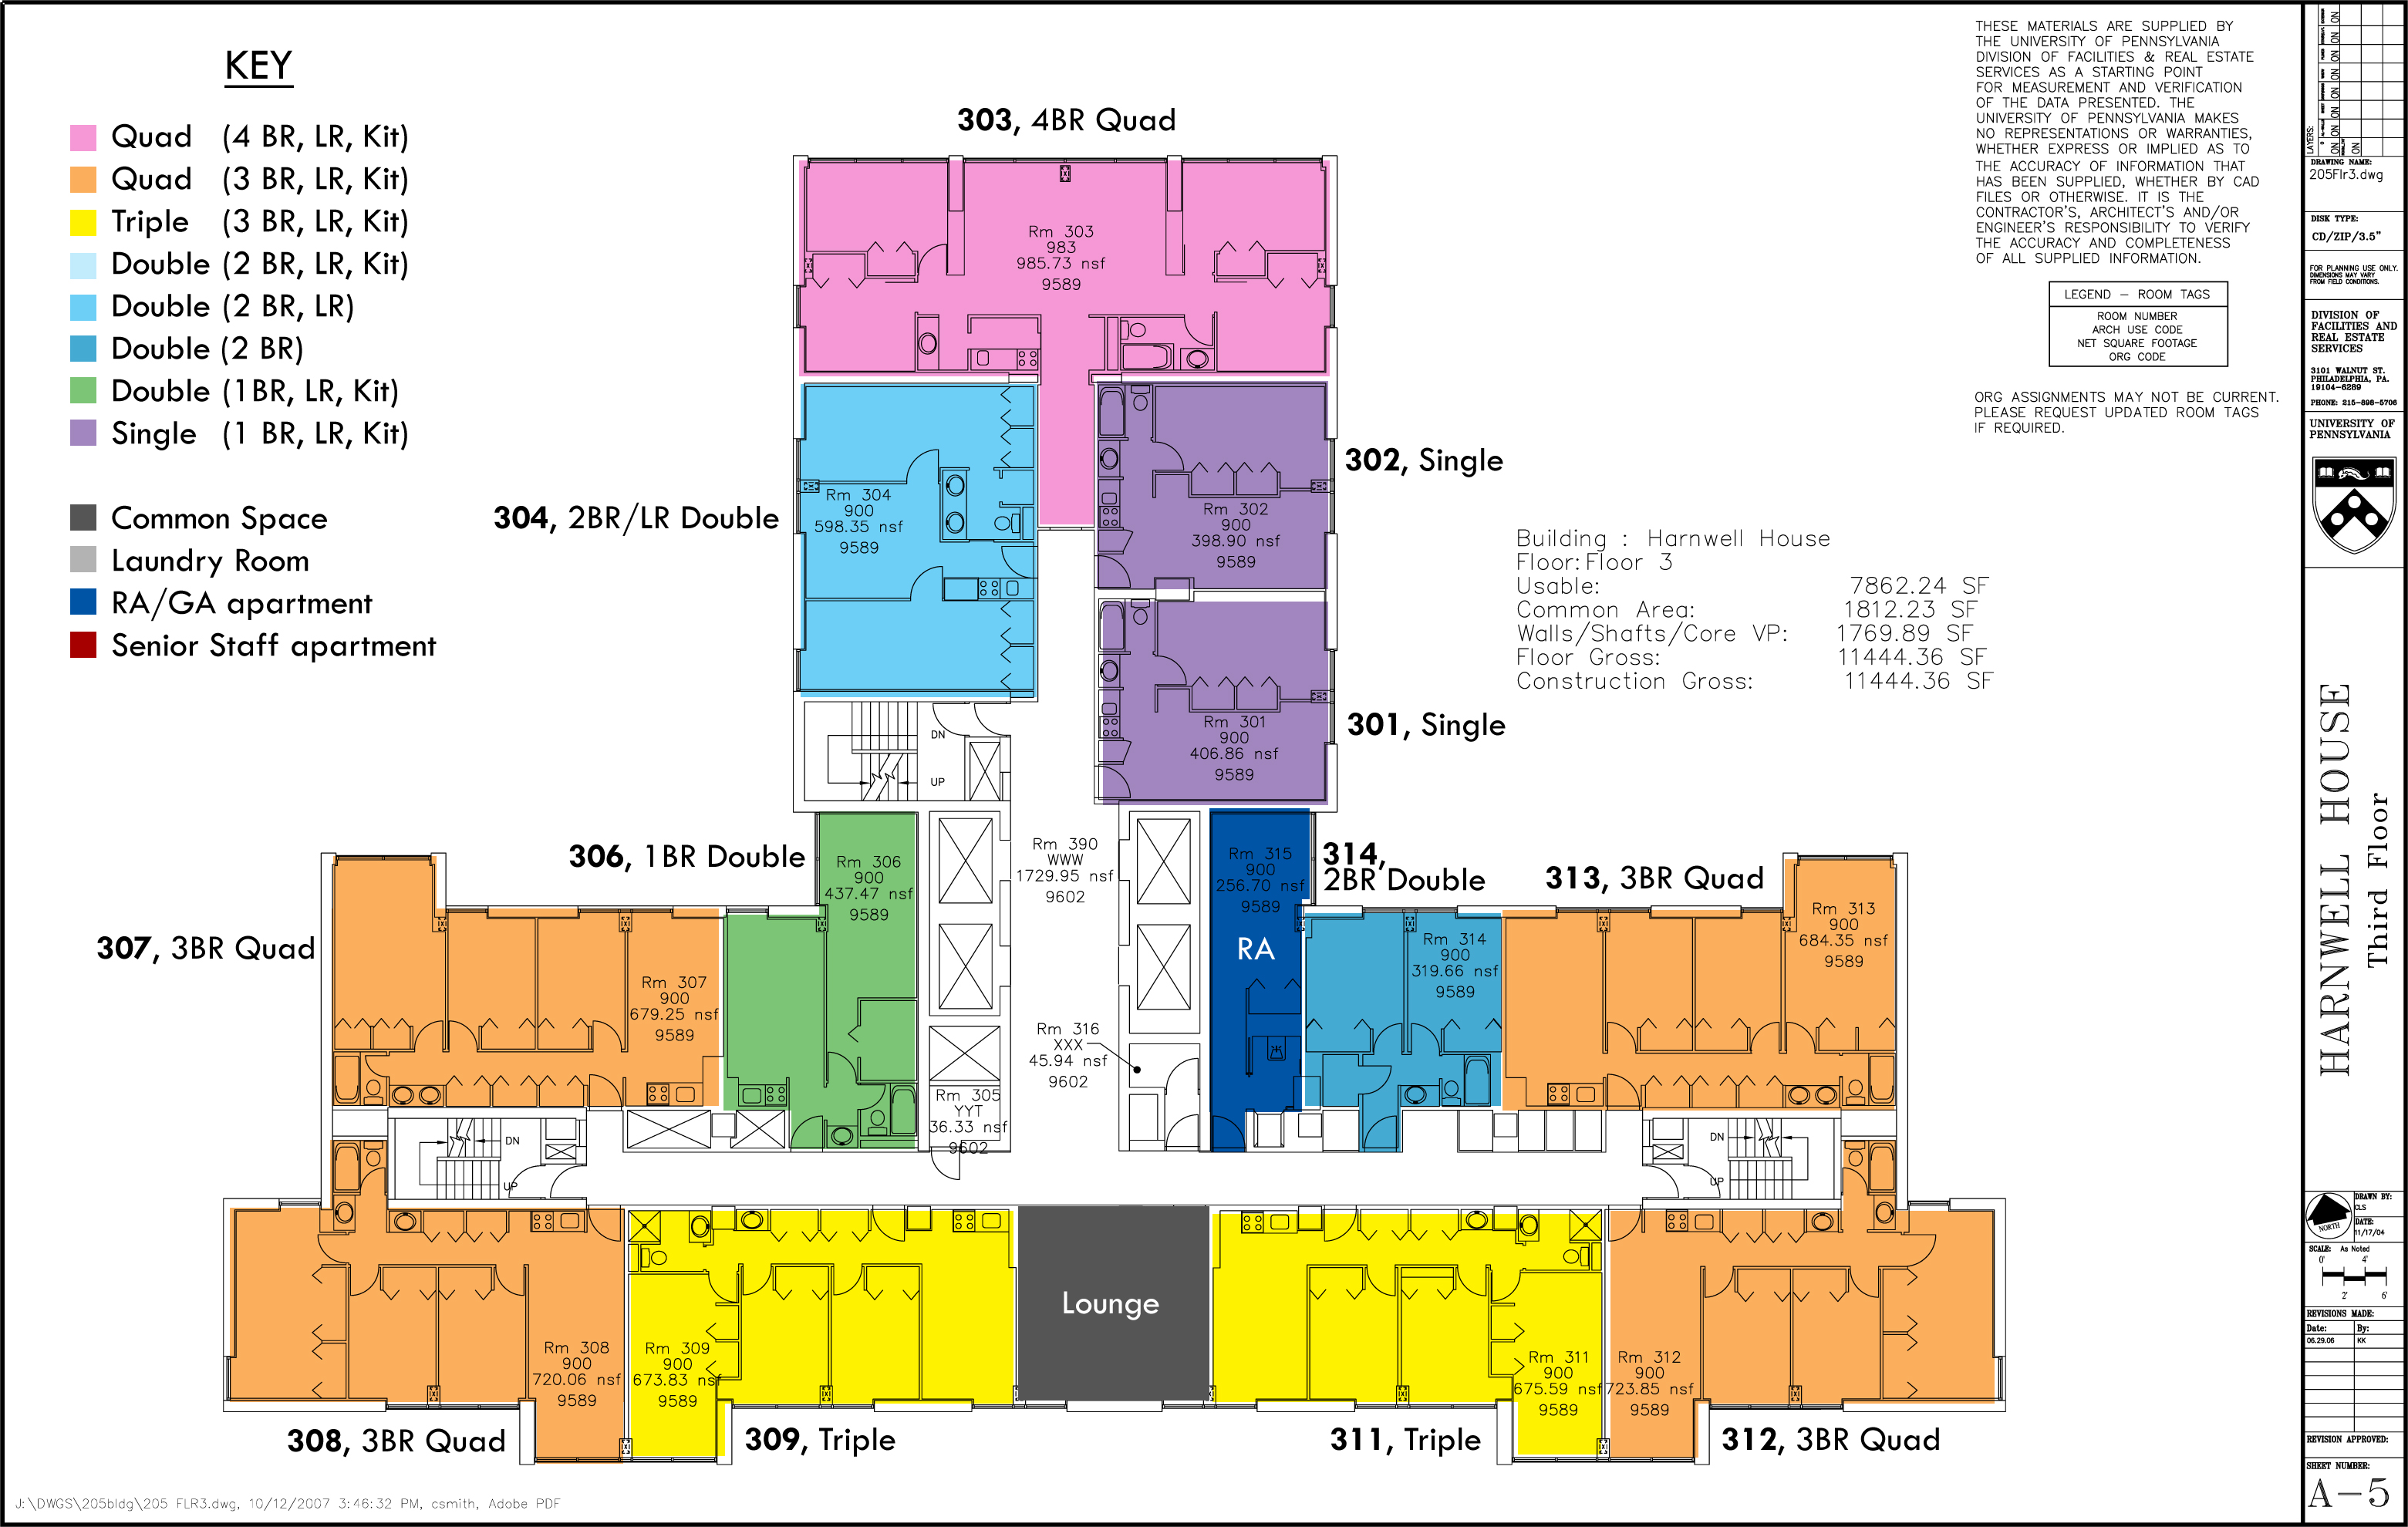 KEY
Quad (4 BR, LR, Kit)
Quad (3 BR, LR, Kit)
Triple (3 BR, LR, Kit)
Double (2 BR, LR, Kit)
Double (2 BR, LR)
Double (2 BR)
Double (1BR, LR, Kit)
Single (1 BR, LR, Kit)
Common Space
Laundry Room
RA/GA apartment
Senior Staff apartment
303, 4BR Quad
Rm 303
983
985.73 nsf
9589
304, 2BR/LR Double
Rm 304
900
598.35 nsf
9589
302, Single
Rm 302
900
398.90 nsf
9589
301, Single
Rm 301
900
406.86 nsf
9589
DN
UP
306, 1BR Double
Rm 306
900
437.47 nsf
9589
Rm 390
WWW
1729.95 nsf
9602
Rm 315
900
256.70 nsf
9589
RA
314,
2BR Double
Rm 314
900
319.66 nsf
9589
313, 3BR Quad
Rm 313
900
684.35 nsf
9589
307, 3BR Quad
Rm 307
900
679.25 nsf
9589
Rm 316
XXX
45.94 nsf
9602
Rm 305
YYT
36.33 nsf
9602
DN
UP
DN
UP
Rm 308
900
720.06 nsf
9589
308, 3BR Quad
Rm 309
900
673.83 nsf
9589
309, Triple
Lounge
Rm 311
900
675.59 nsf
9589
311, Triple
Rm 312
900
723.85 nsf
9589
312, 3BR Quad
THESE MATERIALS ARE SUPPLIED BY
THE UNIVERSITY OF PENNSYLVANIA
DIVISION OF FACILITIES & REAL ESTATE
SERVICES AS A STARTING POINT
FOR MEASUREMENT AND VERIFICATION
OF THE DATA PRESENTED. THE
UNIVERSITY OF PENNSYLVANIA MAKES
NO REPRESENTATIONS OR WARRANTIES,
WHETHER EXPRESS OR IMPLIED AS TO
THE ACCURACY OF INFORMATION THAT
HAS BEEN SUPPLIED, WHETHER BY CAD
FILES OR OTHERWISE. IT IS THE
CONTRACTOR'S, ARCHITECT'S AND/OR
ENGINEER'S RESPONSIBILITY TO VERIFY
THE ACCURACY AND COMPLETENESS
OF ALL SUPPLIED INFORMATION.
LEGEND – ROOM TAGS
ROOM NUMBER
ARCH USE CODE
NET SQUARE FOOTAGE
ORG CODE
ORG ASSIGNMENTS MAY NOT BE CURRENT.
PLEASE REQUEST UPDATED ROOM TAGS
IF REQUIRED.
Building : Harnwell House
Floor:Floor 3
Usable: 7862.24 SF
Common Area: 1812.23 SF
Walls/Shafts/Core VP: 1769.89 SF
Floor Gross: 11444.36 SF
Construction Gross: 11444.36 SF
LAYERS:
ON ON ON ON ON
ON ON
ON
DRAWING NAME:
205Flr3.dwg
DISK TYPE:
CD/ZIP/3.5"
FOR PLANNING USE ONLY.
DIMENSIONS MAY VARY
FROM FIELD CONDITIONS.
DIVISION OF
FACILITIES AND
REAL ESTATE
SERVICES
3101 WALNUT ST.
PHILADELPHIA, PA.
19104-6289
PHONE: 215-898-5706
UNIVERSITY OF
PENNSYLVANIA
HARNWELL HOUSE
Third Floor
NORTH
DRAWN BY:
CLS
DATE:
11/17/04
SCALE: As Noted
0' 4'
2' 6'
REVISIONS MADE:
Date: By:
06.29.06 KK
REVISION APPROVED:
SHEET NUMBER:
A-5
J:\DWGS\205bldg\205 FLR3.dwg, 10/12/2007 3:46:32 PM, csmith, Adobe PDF